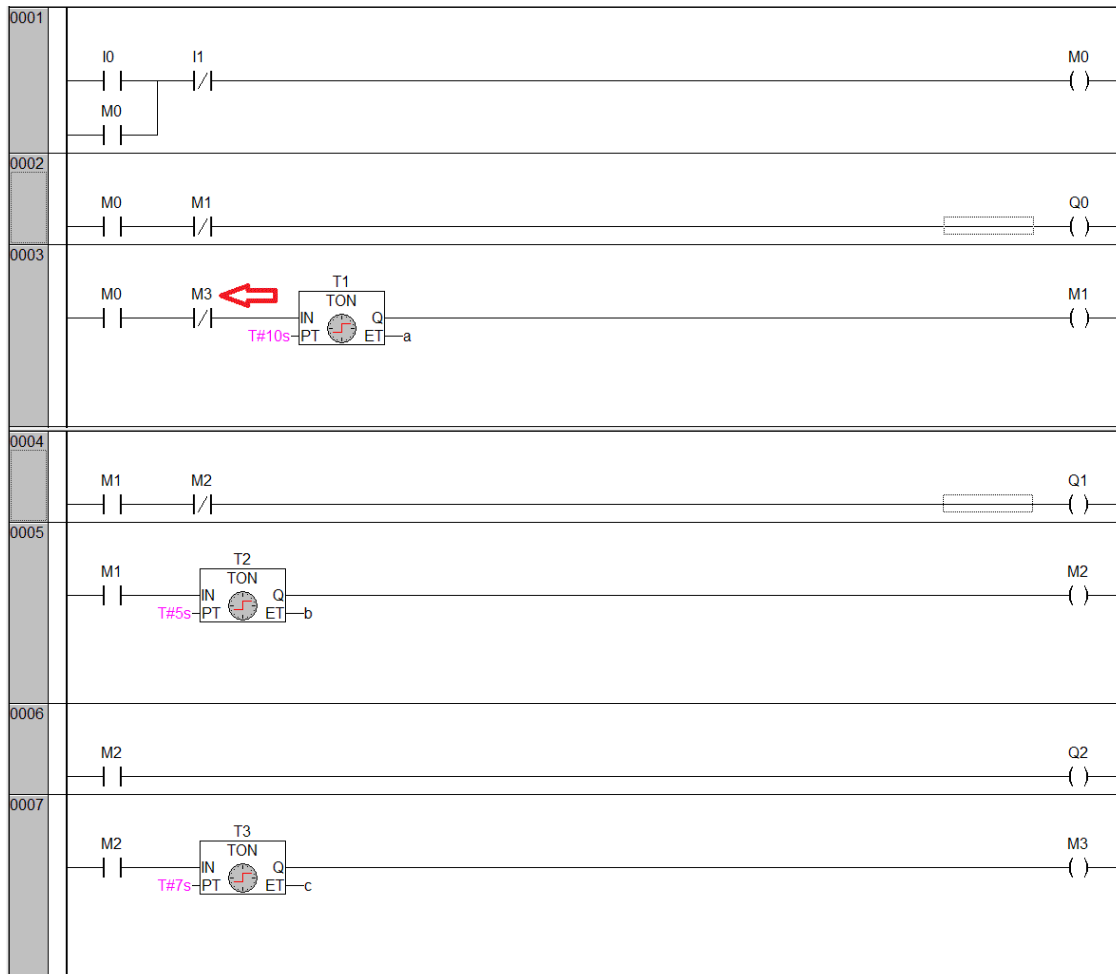 0001
I0 I1 M0
M0
0002
M0 M1 Q0
0003
T1
M0 M3 TON M1
IN Q
T#10s PT ET a
0004
M1 M2 Q1
0005
T2
M1 TON M2
IN Q
T#5s PT ET b
0006
M2 Q2
0007
T3
M2 TON M3
IN Q
T#7s PT ET c